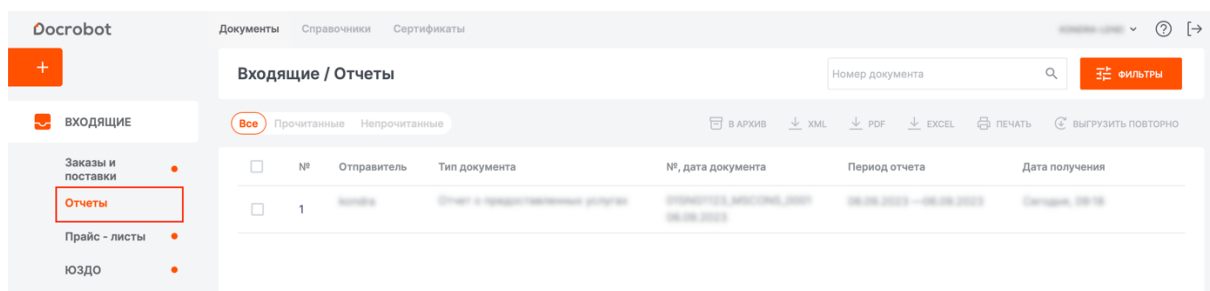 Docrobot
Документы Справочники Сертификаты
+
Входящие / Отчеты
Номер документа
ФИЛЬТРЫ
ВХОДЯЩИЕ
Все Прочитанные Непрочитанные
В АРХИВ XML PDF EXCEL ПЕЧАТЬ ВЫГРУЗИТЬ ПОВТОРНО
Заказы и
поставки
№ Отправитель Тип документа №, дата документа Период отчета Дата получения
Отчеты
1
Прайс - листы
ЮЗДО